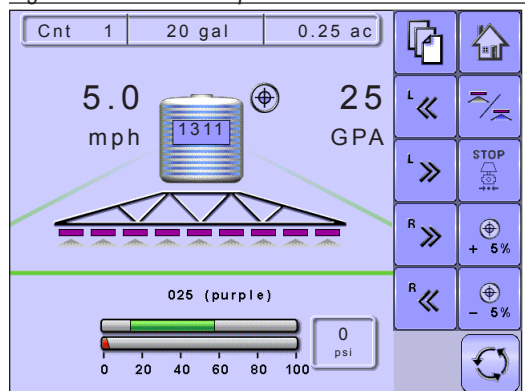 Cnt 1 20 gal 0.25 ac
5.0 25
mph 1311 GPA
025 (purple)
0 psi
0 20 40 60 80 100
L
L
R
R
STOP
+ 5%
- 5%